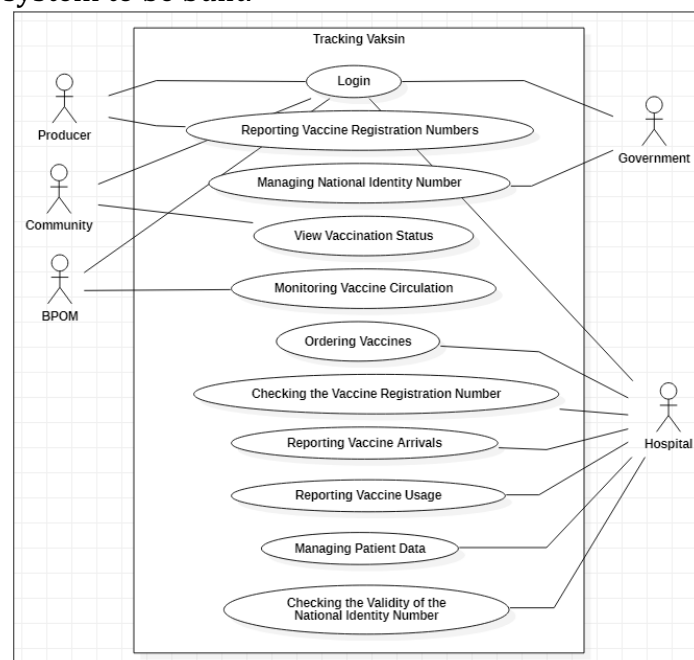 system to be built.
Tracking Vaksin
Login
Producer
Reporting Vaccine Registration Numbers
Government
Managing National Identity Number
Community
View Vaccination Status
BPOM
Monitoring Vaccine Circulation
Ordering Vaccines
Checking the Vaccine Registration Number
Hospital
Reporting Vaccine Arrivals
Reporting Vaccine Usage
Managing Patient Data
Checking the Validity of the
National Identity Number